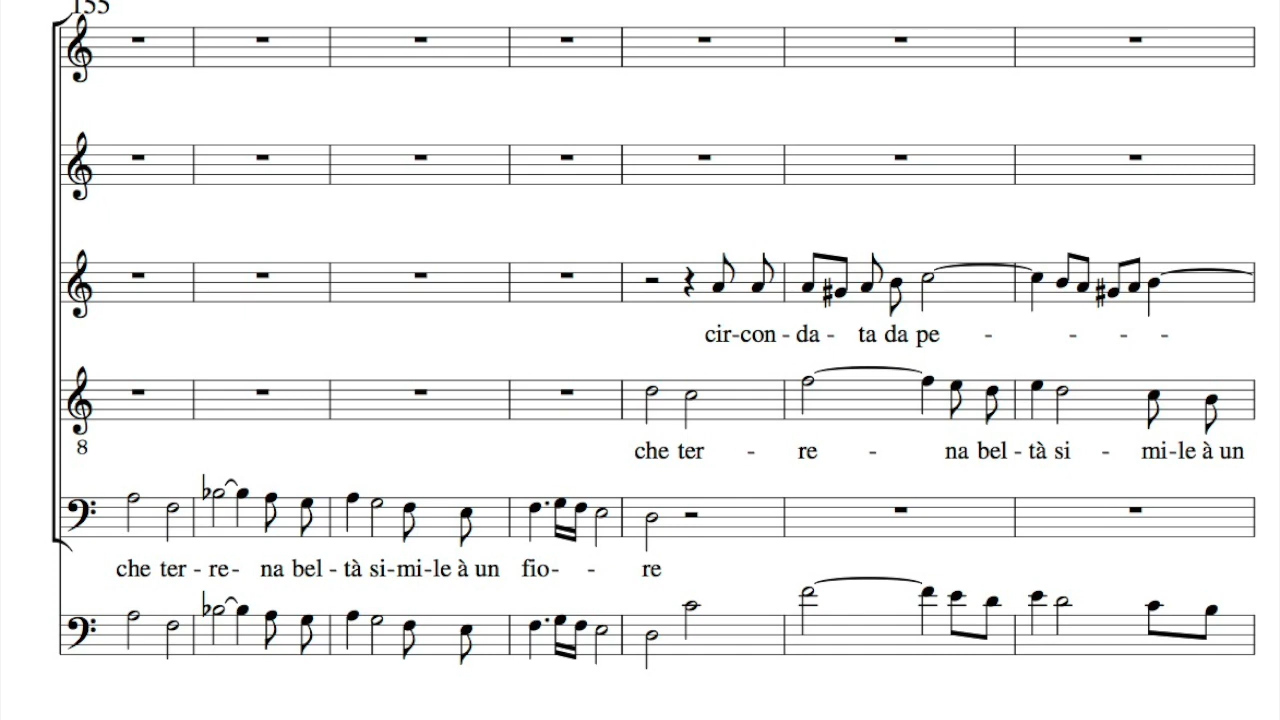 155
cir-con - da - ta da pe - - - -
8
che ter - re - na bel - tà si - mi-le à un
che ter - re - na bel - tà si-mi-le à un fio- - re